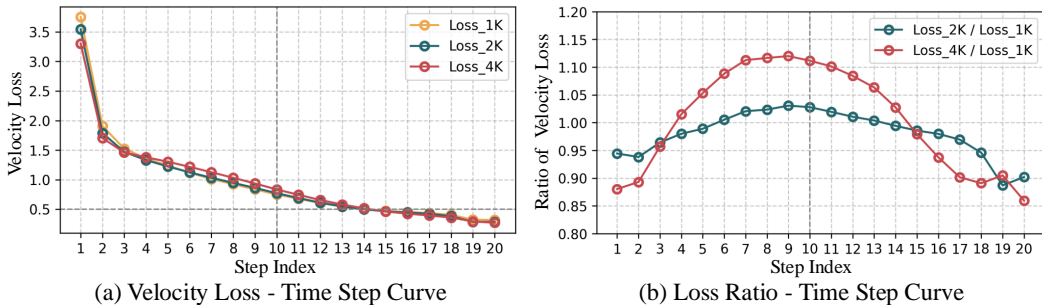 Velocity Loss
3.5
3.0
2.5
2.0
1.5
1.0
0.5
Loss_1K
Loss_2K
Loss_4K
1 2 3 4 5 6 7 8 9 10 11 12 13 14 15 16 17 18 19 20
Step Index
(a) Velocity Loss - Time Step Curve
Ratio of Velocity Loss
1.20
1.15
1.10
1.05
1.00
0.95
0.90
0.85
0.80
Loss_2K / Loss_1K
Loss_4K / Loss_1K
1 2 3 4 5 6 7 8 9 10 11 12 13 14 15 16 17 18 19 20
Step Index
(b) Loss Ratio - Time Step Curve